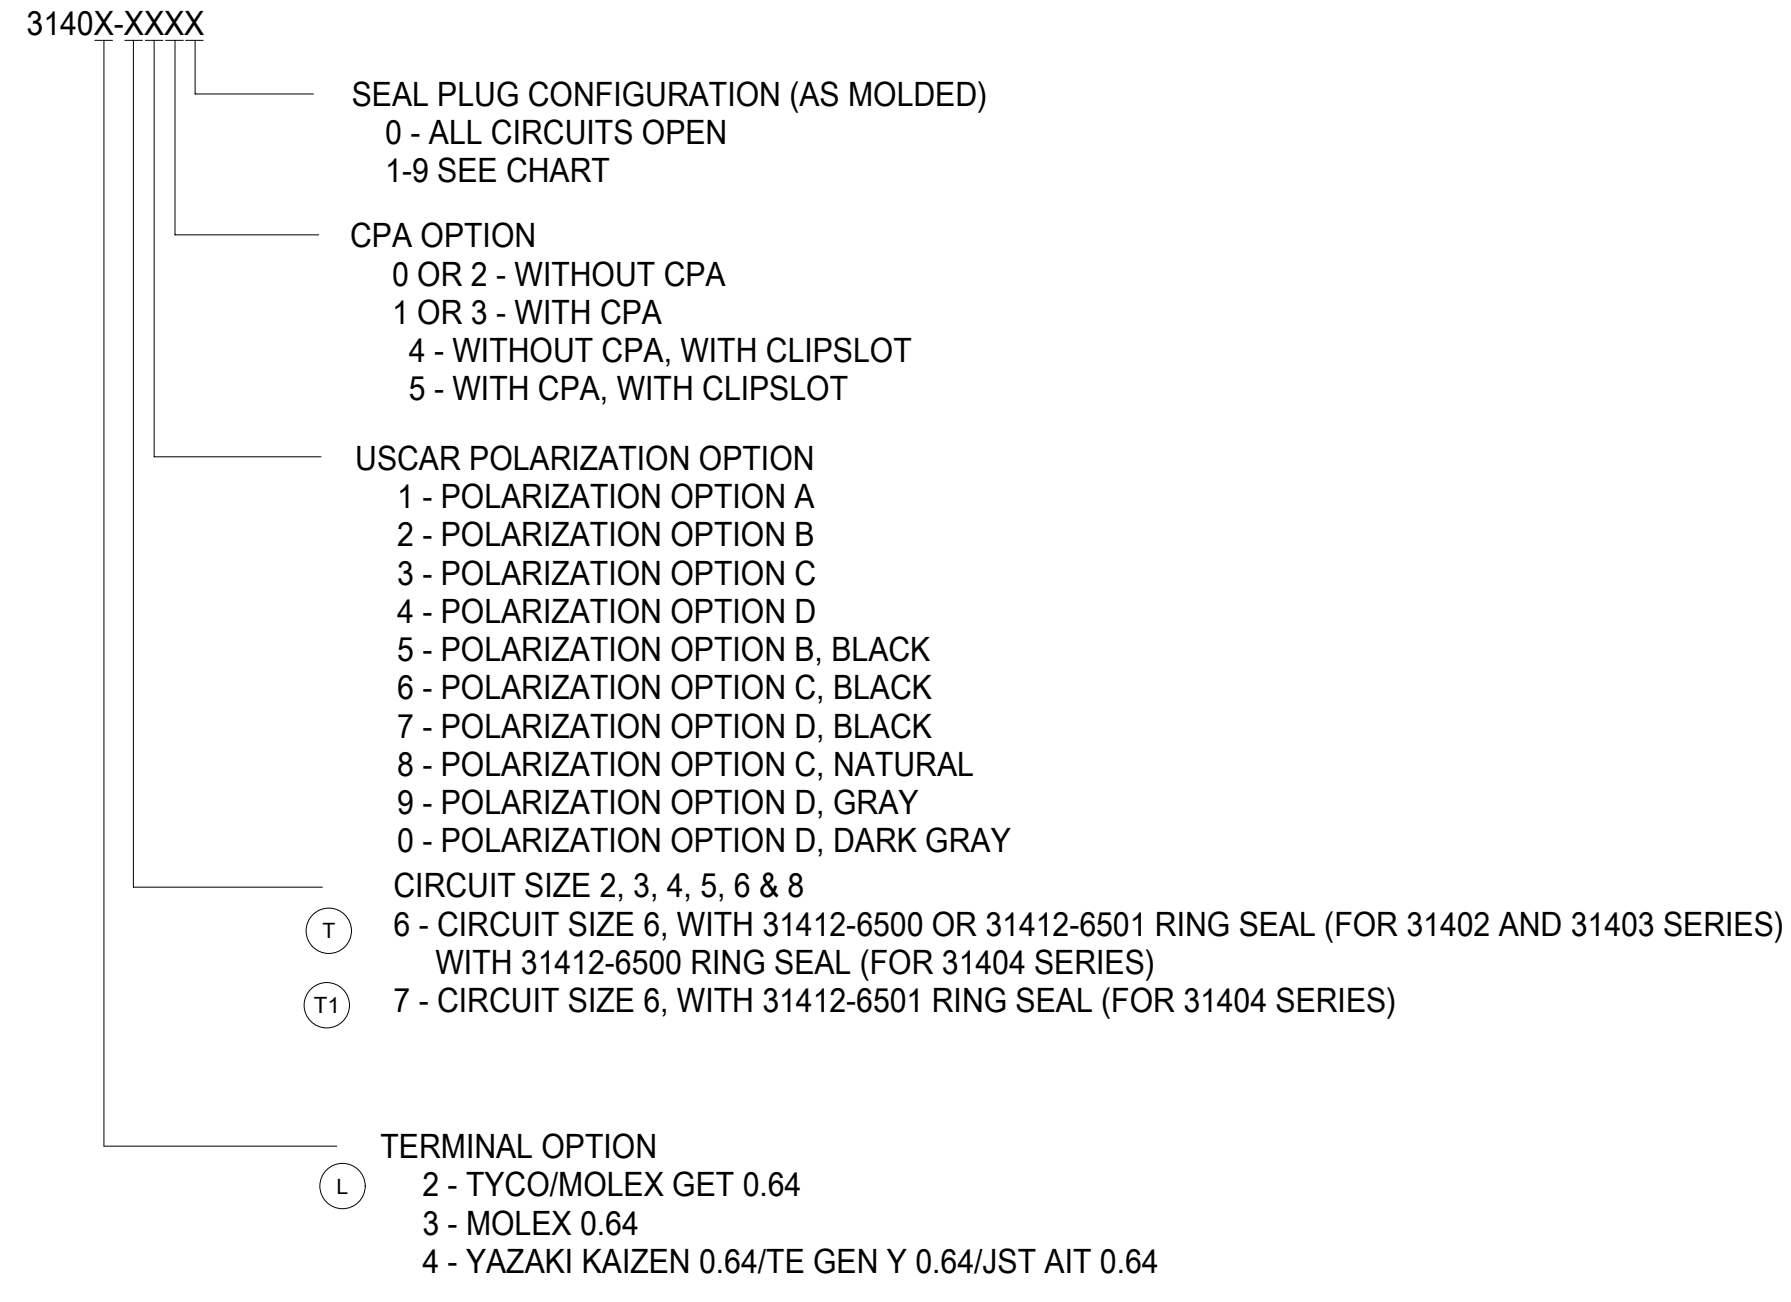 3140X-XXXX
SEAL PLUG CONFIGURATION (AS MOLDED)
0 - ALL CIRCUITS OPEN
1-9 SEE CHART
CPA OPTION
0 OR 2 - WITHOUT CPA
1 OR 3 - WITH CPA
4 - WITHOUT CPA, WITH CLIPSLOT
5 - WITH CPA, WITH CLIPSLOT
USCAR POLARIZATION OPTION
1 - POLARIZATION OPTION A
2 - POLARIZATION OPTION B
3 - POLARIZATION OPTION C
4 - POLARIZATION OPTION D
5 - POLARIZATION OPTION B, BLACK
6 - POLARIZATION OPTION C, BLACK
7 - POLARIZATION OPTION D, BLACK
8 - POLARIZATION OPTION C, NATURAL
9 - POLARIZATION OPTION D, GRAY
0 - POLARIZATION OPTION D, DARK GRAY
CIRCUIT SIZE 2, 3, 4, 5, 6 & 8
T 6 - CIRCUIT SIZE 6, WITH 31412-6500 OR 31412-6501 RING SEAL (FOR 31402 AND 31403 SERIES)
WITH 31412-6500 RING SEAL (FOR 31404 SERIES)
T1 7 - CIRCUIT SIZE 6, WITH 31412-6501 RING SEAL (FOR 31404 SERIES)
TERMINAL OPTION
L 2 - TYCO/MOLEX GET 0.64
3 - MOLEX 0.64
4 - YAZAKI KAIZEN 0.64/TE GEN Y 0.64/JST AIT 0.64